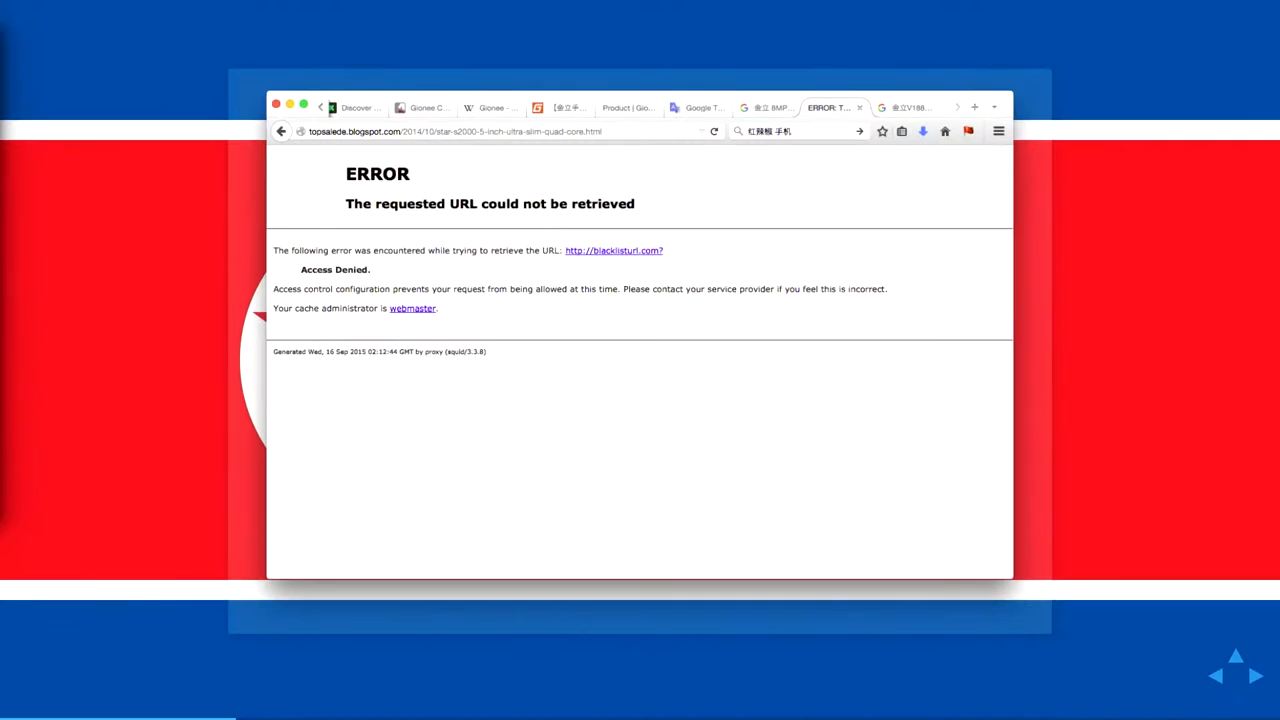 Discover ...
Gionee C...
Gionee - ...
[金立手...
Product | Gio...
Google T...
金立 8MP...
ERROR: T...
金立V188...
topsalede.blogspot.com/2014/10/star-s2000-5-inch-ultra-slim-quad-core.html
红辣椒 手机
ERROR
The requested URL could not be retrieved
The following error was encountered while trying to retrieve the URL: http://blacklisturl.com?
Access Denied.
Access control configuration prevents your request from being allowed at this time. Please contact your service provider if you feel this is incorrect.
Your cache administrator is webmaster.
Generated Wed, 16 Sep 2015 02:12:44 GMT by proxy (squid/3.3.8)